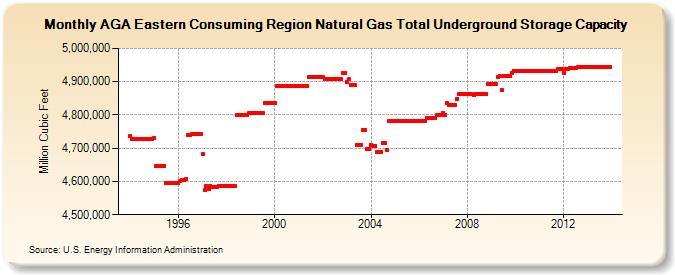 Monthly AGA Eastern Consuming Region Natural Gas Total Underground Storage Capacity
Million Cubic Feet
5,000,000
4,900,000
4,800,000
4,700,000
4,600,000
4,500,000
1996 2000 2004 2008 2012
Source: U.S. Energy Information Administration